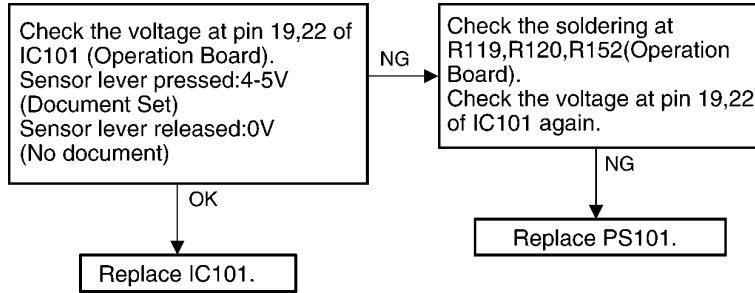 Check the voltage at pin 19,22 of
IC101 (Operation Board).
Sensor lever pressed:4-5V
(Document Set)
Sensor lever released:0V
(No document)
NG
Check the soldering at
R119,R120,R152(Operation
Board).
Check the voltage at pin 19,22
of IC101 again.
OK
NG
Replace IC101.
Replace PS101.